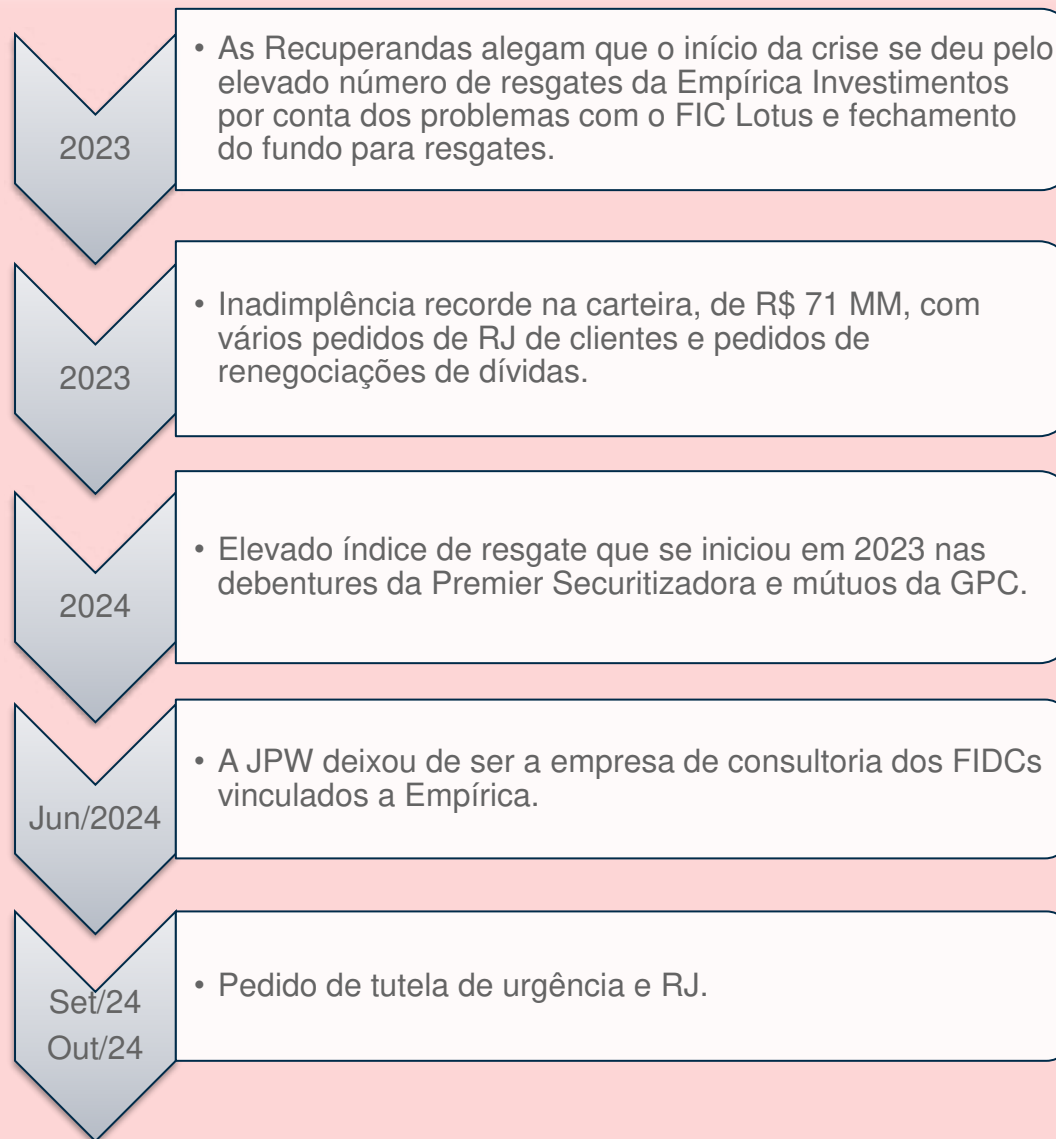 2023
• As Recuperandas alegam que o início da crise se deu pelo
elevado número de resgates da Empírica Investimentos
por conta dos problemas com o FIC Lotus e fechamento
do fundo para resgates.
2023
• Inadimplência recorde na carteira, de R$ 71 MM, com
vários pedidos de RJ de clientes e pedidos de
renegociações de dívidas.
2024
• Elevado índice de resgate que se iniciou em 2023 nas
debentures da Premier Securitizadora e mútuos da GPC.
Jun/2024
• A JPW deixou de ser a empresa de consultoria dos FIDCs
vinculados a Empírica.
Set/24
Out/24
• Pedido de tutela de urgência e RJ.